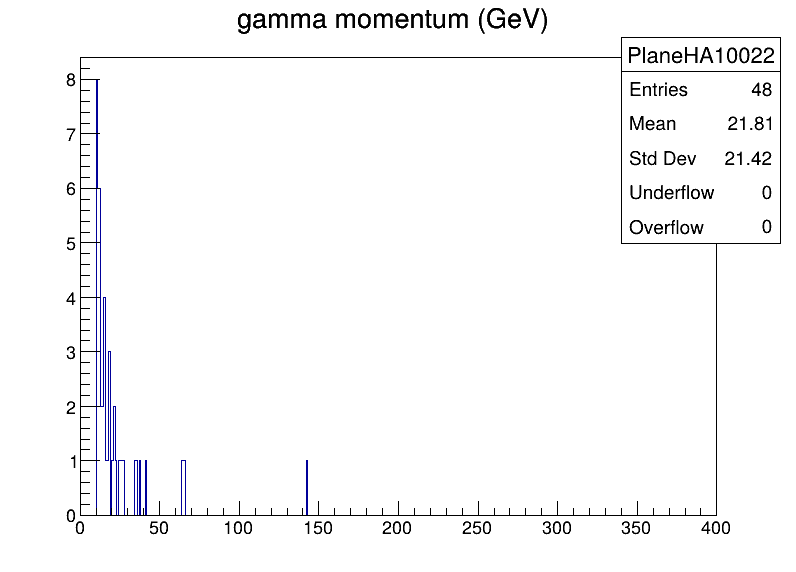 gamma momentum (GeV)
PlaneHA10022
Entries 48
Mean 21.81
Std Dev 21.42
Underflow 0
Overflow 0
8
7
6
5
4
3
2
1
0
0 50 100 150 200 250 300 350 400